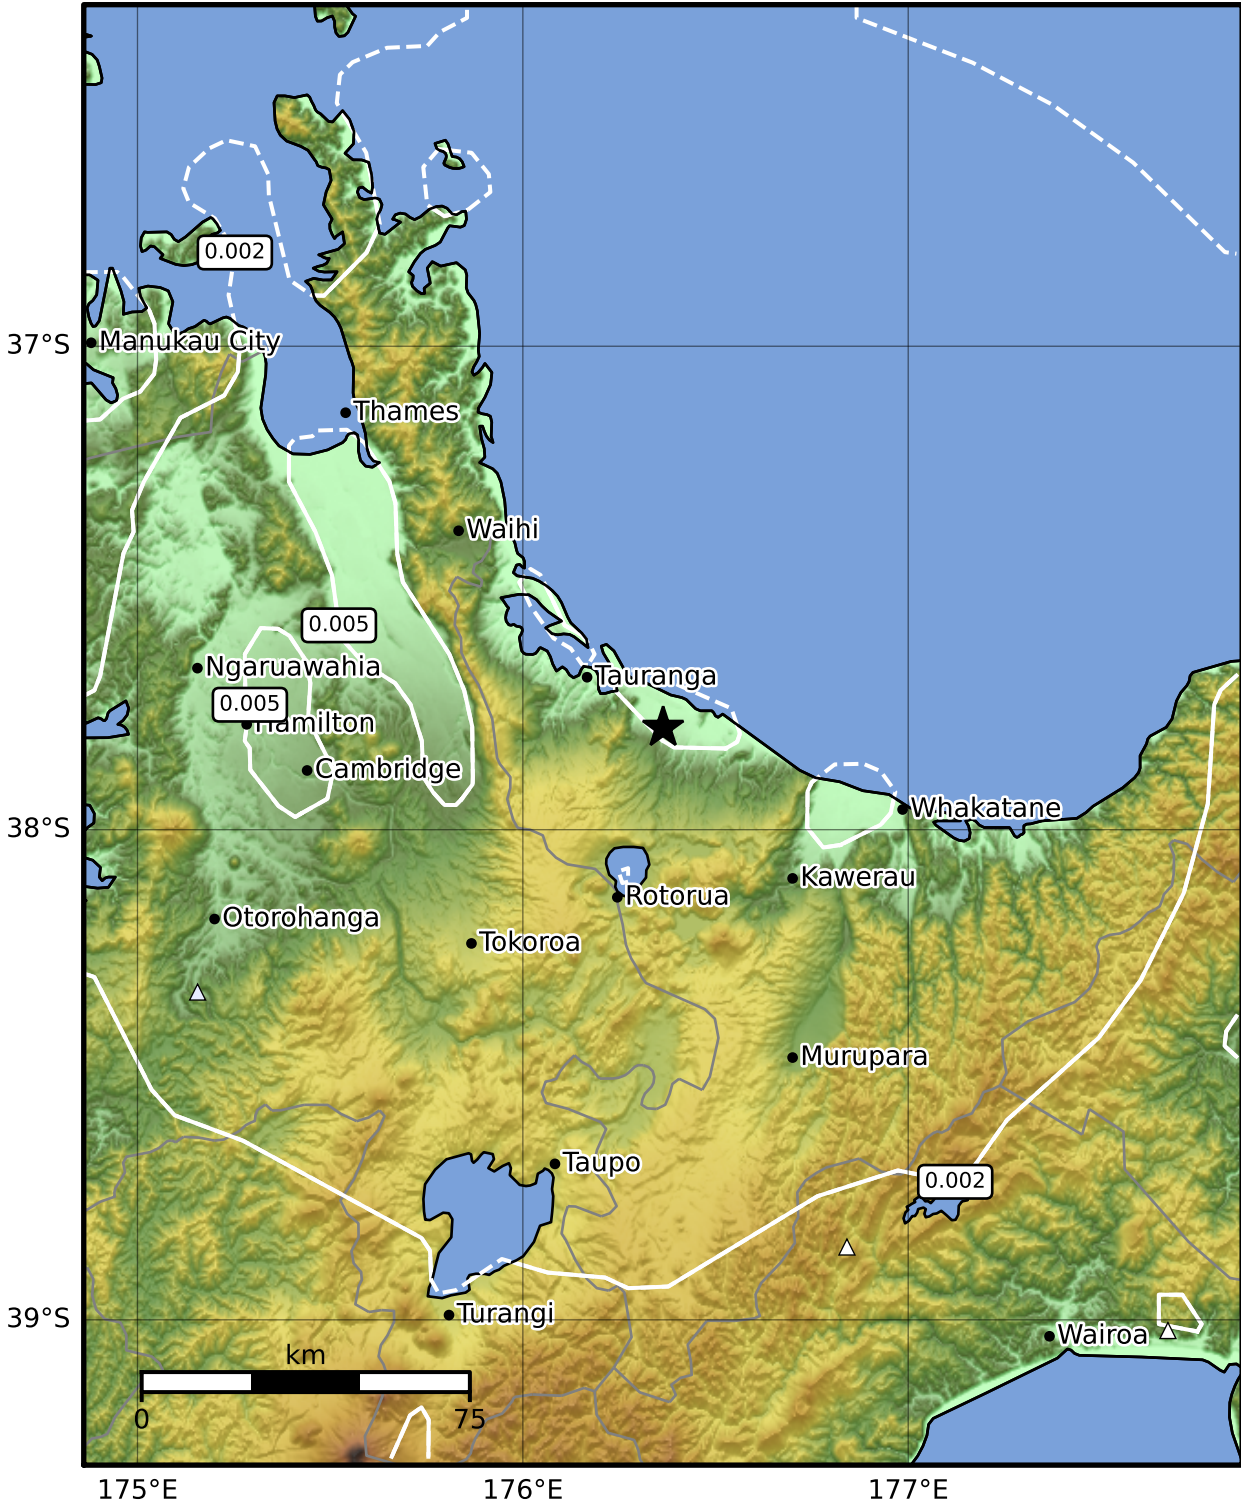 0.002
37°S
Manukau City
Thames
Waihi
0.005
Ngaruawahia
Tauranga
0.005
Hamilton
Cambridge
Whakatane
38°S
Kawerau
Rotorua
Otorohanga
Tokoroa
Murupara
Taupo
0.002
39°S
Turangi
Wairoa
km
0
75
175°E
176°E
177°E